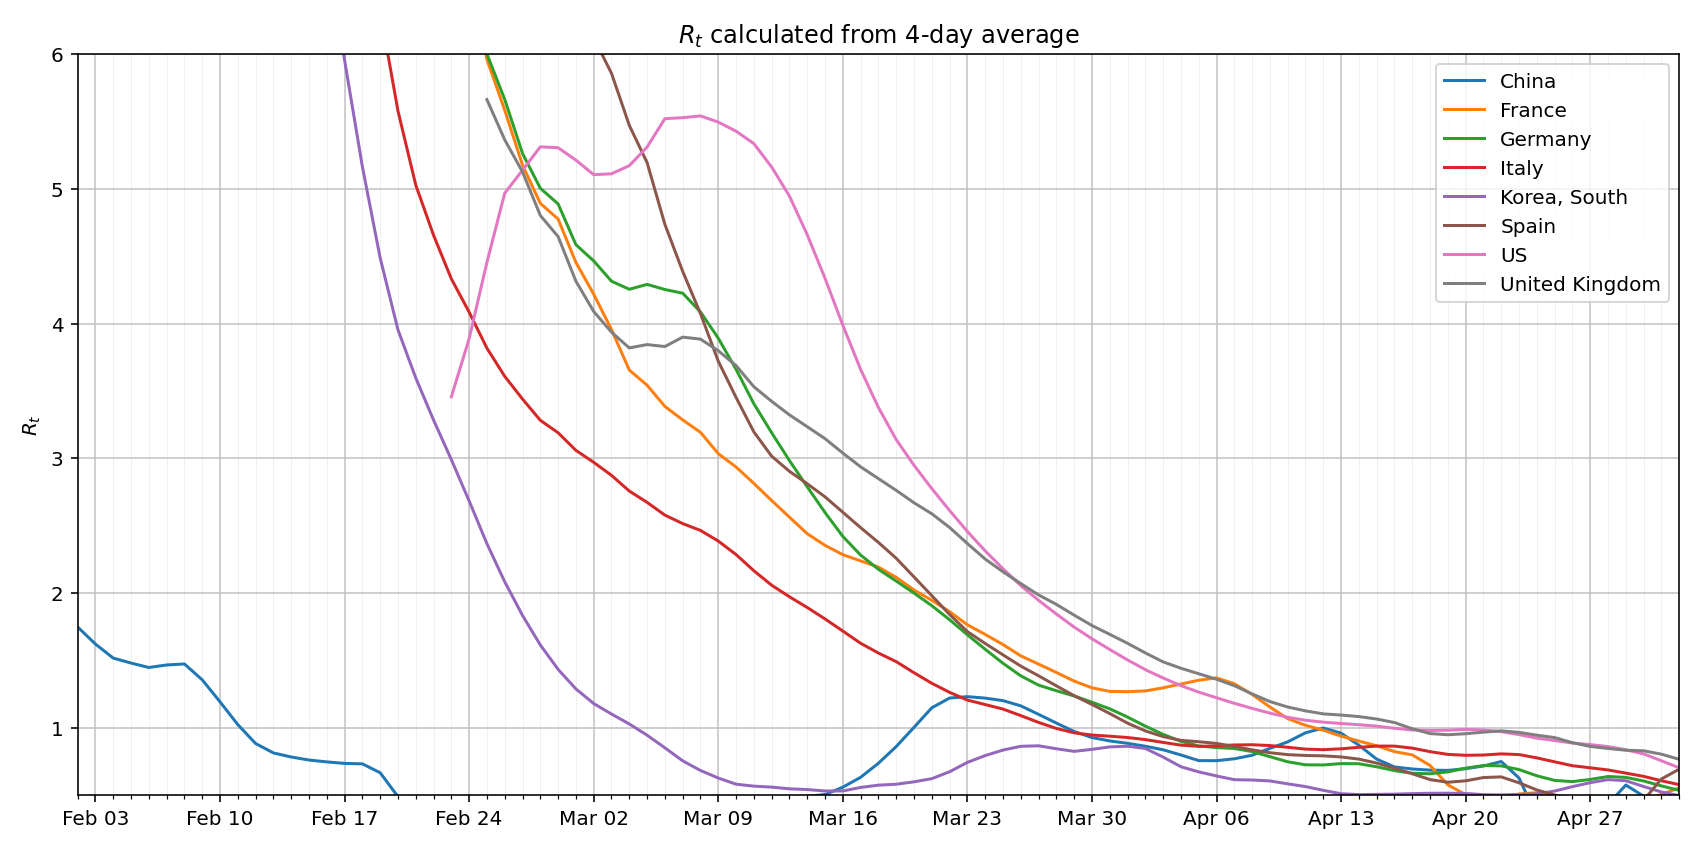 Rt calculated from 4-day average
6
5
4
3
2
1
Rt
China
France
Germany
Italy
Korea, South
Spain
US
United Kingdom
Feb 03 Feb 10 Feb 17 Feb 24 Mar 02 Mar 09 Mar 16 Mar 23 Mar 30 Apr 06 Apr 13 Apr 20 Apr 27